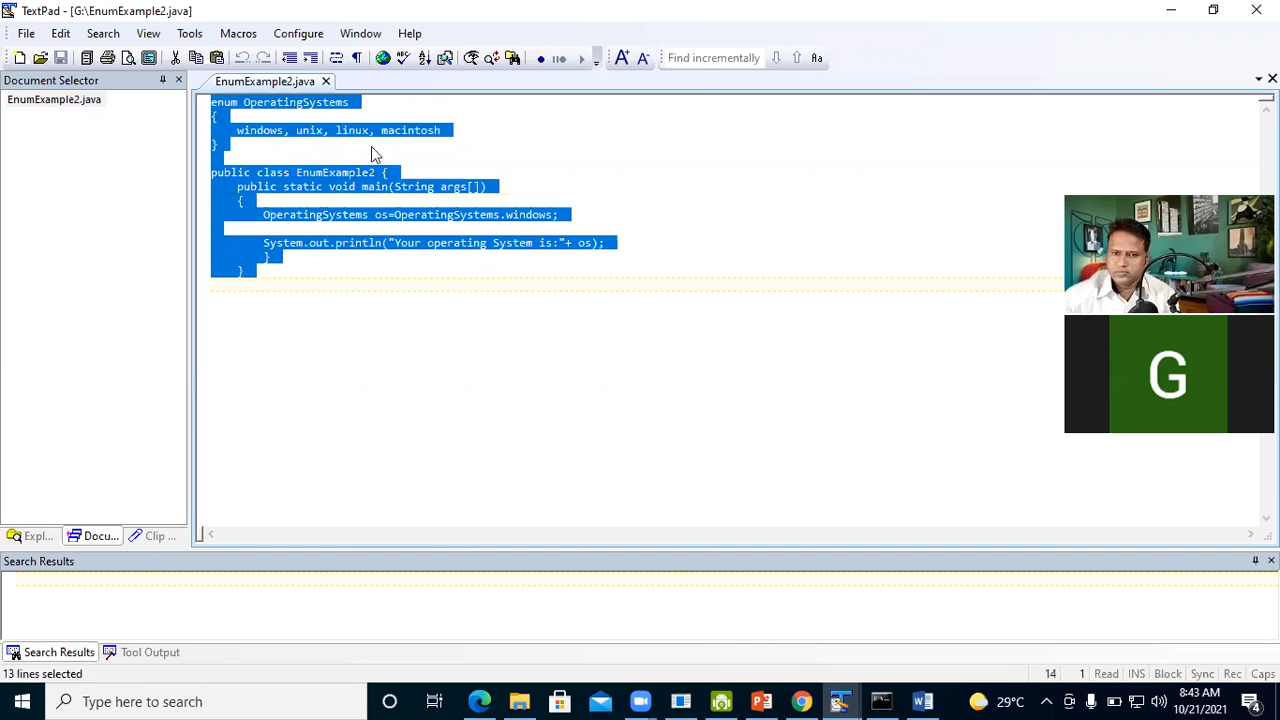 TextPad - [G:\EnumExample2.java]
File Edit Search View Tools Macros Configure Window Help
Find incrementally
Aa
Document Selector
EnumExample2.java
EnumExample2.java
enum OperatingSystems
{
windows, unix, linux, macintosh
}
public class EnumExample2 {
public static void main(String args[])
{
OperatingSystems os=OperatingSystems.windows;
System.out.println("Your operating System is:"+ os);
}
}
G
Expl... Docu... Clip ...
Search Results
Search Results Tool Output
13 lines selected 14 1 Read INS Block Sync Rec Caps
Type here to search
29°C
8:43 AM
10/21/2021
4